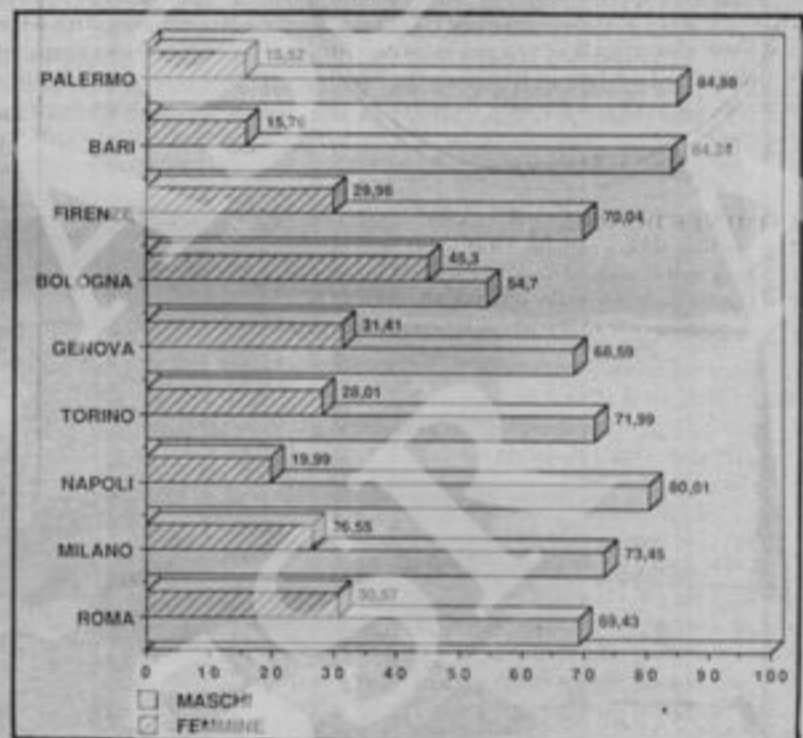 PALERMO 15,52
84,88
BARI 15,76
84,24
FIRENZE 29,96
70,04
BOLOGNA 45,3
54,7
GENOVA 31,41
68,59
TORINO 28,01
71,99
NAPOLI 19,99
80,01
MILANO 26,55
73,45
ROMA 30,57
69,43
0 10 20 30 40 50 60 70 80 90 100
MASCHI
FEMMINE